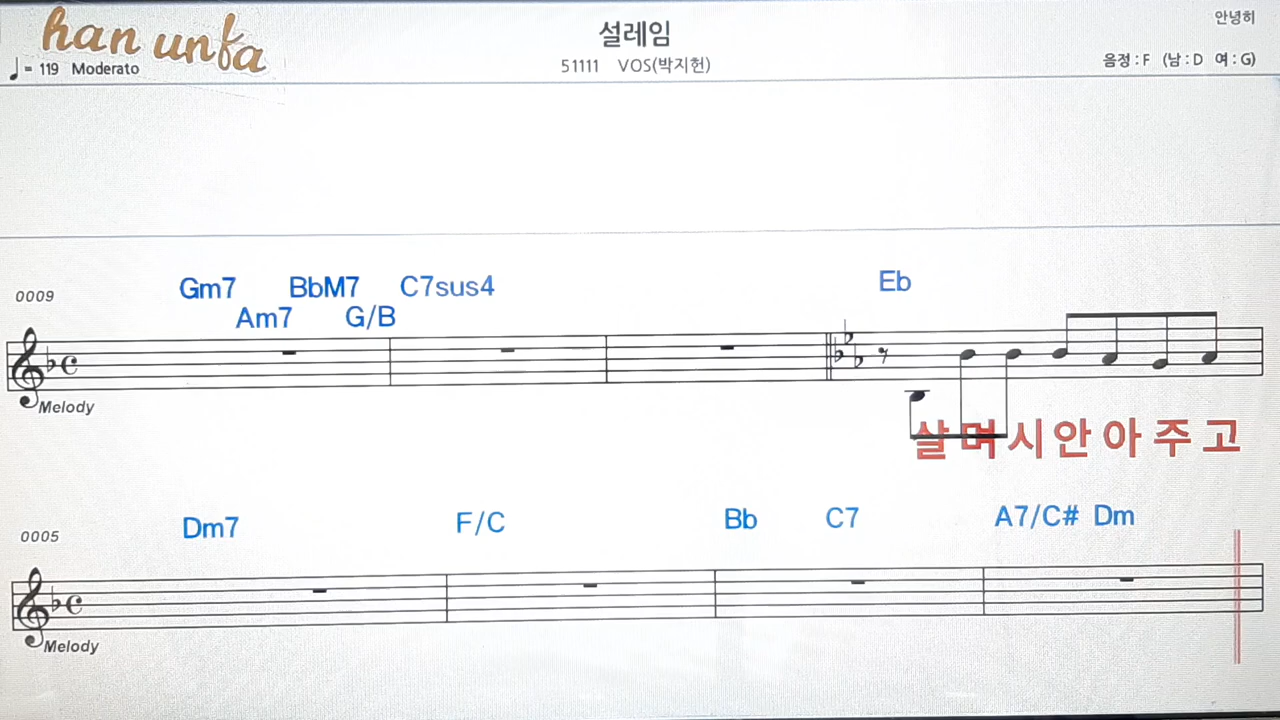 han unfa
설레임
안녕히
♩= 119 Moderato
51111 VOS(박지헌)
음정 : F (남 : D 여 : G)
0009
Gm7 BbM7 C7sus4 Eb
Am7 G/B
Melody
살 며 시 안 아 주 고
0005
Dm7 F/C Bb C7 A7/C# Dm
Melody